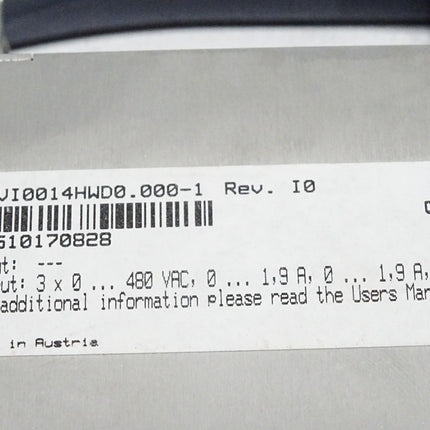 VI0014HWD0.000-1 Rev. I0
510170828
ut: ---
ut: 3 x 0 ... 480 VAC, 0 ... 1,9 A, 0 ... 1,9 A,
additional information please read the Users Man
in Austria